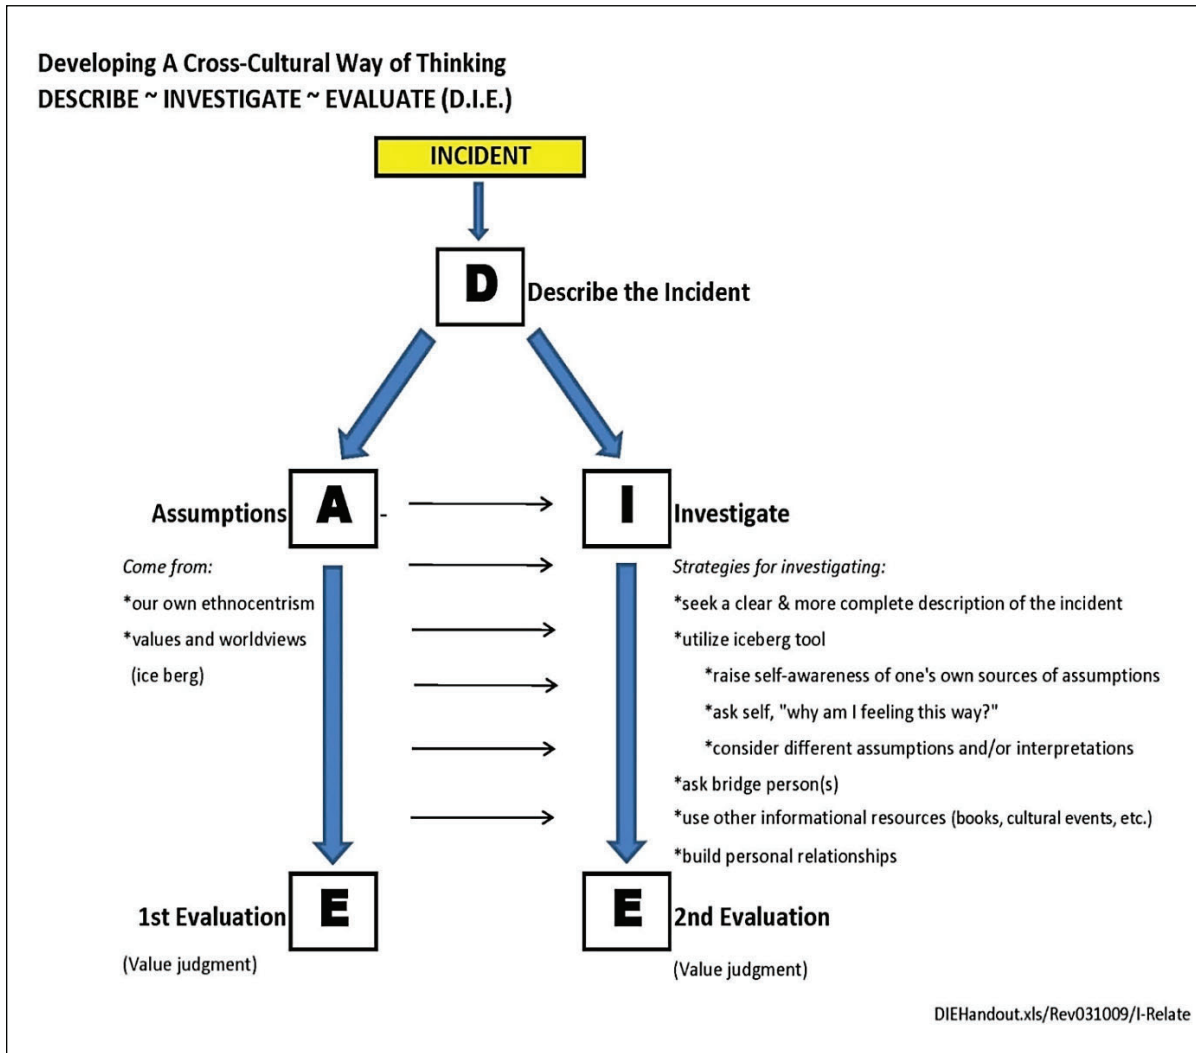 Developing A Cross-Cultural Way of Thinking
DESCRIBE ~ INVESTIGATE ~ EVALUATE (D.I.E.)
INCIDENT
D
Describe the Incident
Assumptions
A
-
Come from:
*our own ethnocentrism
*values and worldviews
(ice berg)
I
Investigate
Strategies for investigating:
*seek a clear & more complete description of the incident
*utilize iceberg tool
*raise self-awareness of one's own sources of assumptions
*ask self, "why am I feeling this way?"
*consider different assumptions and/or interpretations
*ask bridge person(s)
*use other informational resources (books, cultural events, etc.)
*build personal relationships
1st Evaluation
E
(Value judgment)
E
2nd Evaluation
(Value judgment)
DIEHandout.xls/Rev031009/I-Relate